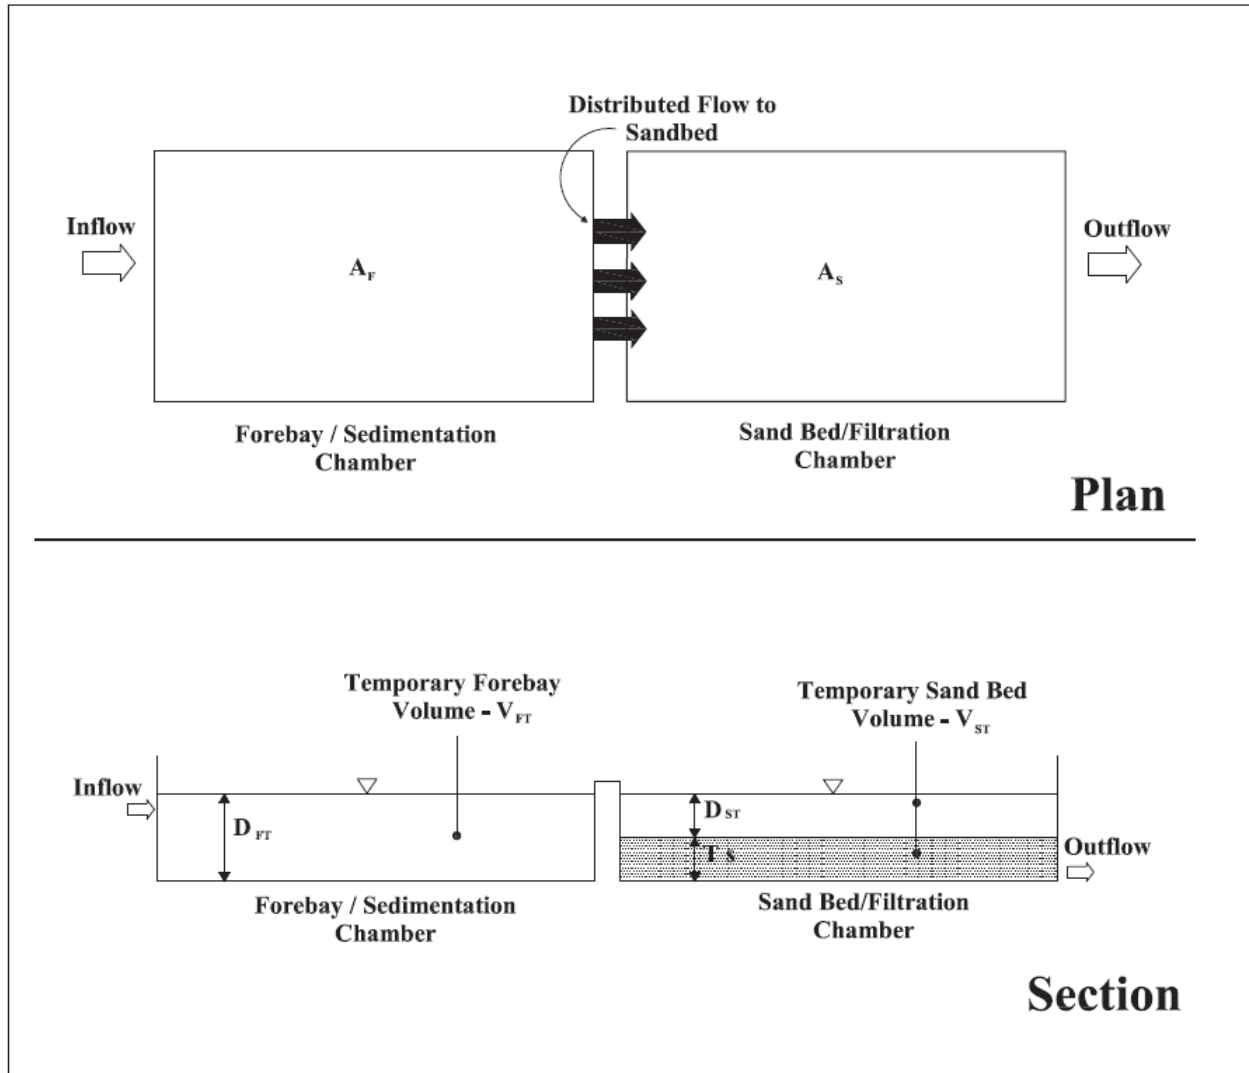 Distributed Flow to
Sandbed
Inflow
Outflow
A_F
A_S
Forebay / Sedimentation
Chamber
Sand Bed/Filtration
Chamber
Plan
Temporary Forebay
Volume - V_FT
Temporary Sand Bed
Volume - V_ST
Inflow
D_FT
D_ST
T s
Outflow
Forebay / Sedimentation
Chamber
Sand Bed/Filtration
Chamber
Section